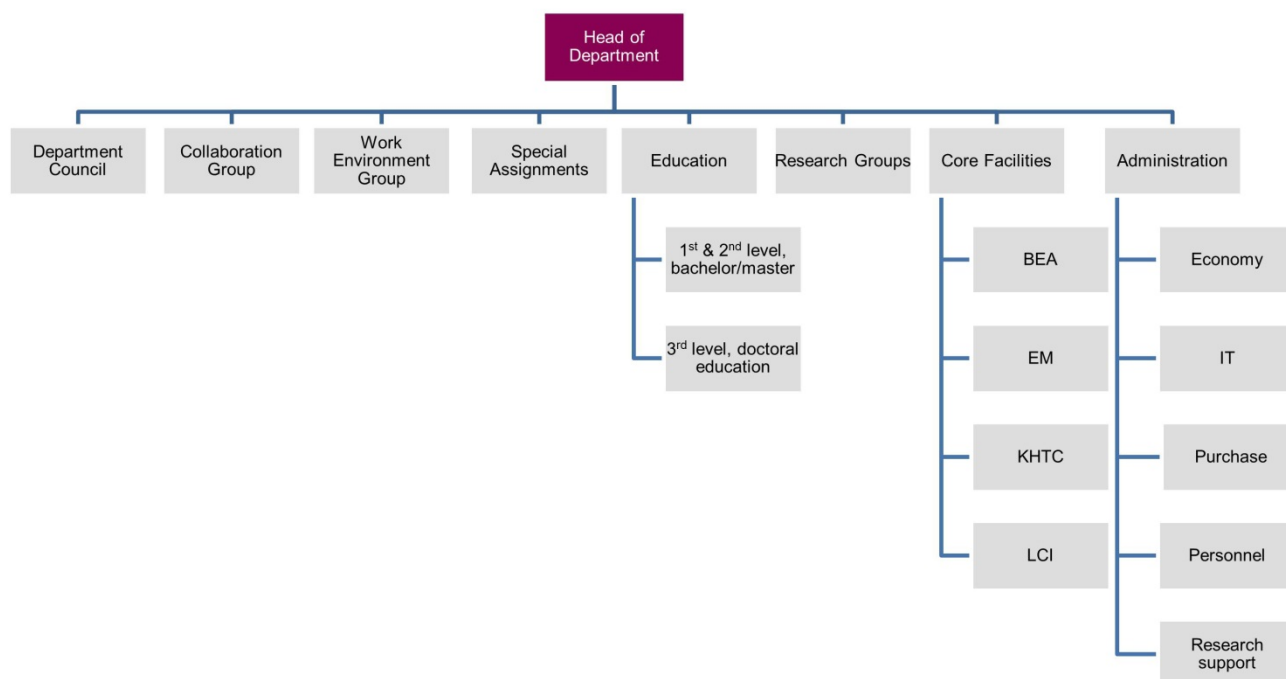 Head of
Department
Department
Council
Collaboration
Group
Work
Environment
Group
Special
Assignments
Education
Research Groups
Core Facilities
Administration
1st & 2nd level,
bachelor/master
3rd level, doctoral
education
BEA
EM
KHTC
LCI
Economy
IT
Purchase
Personnel
Research
support